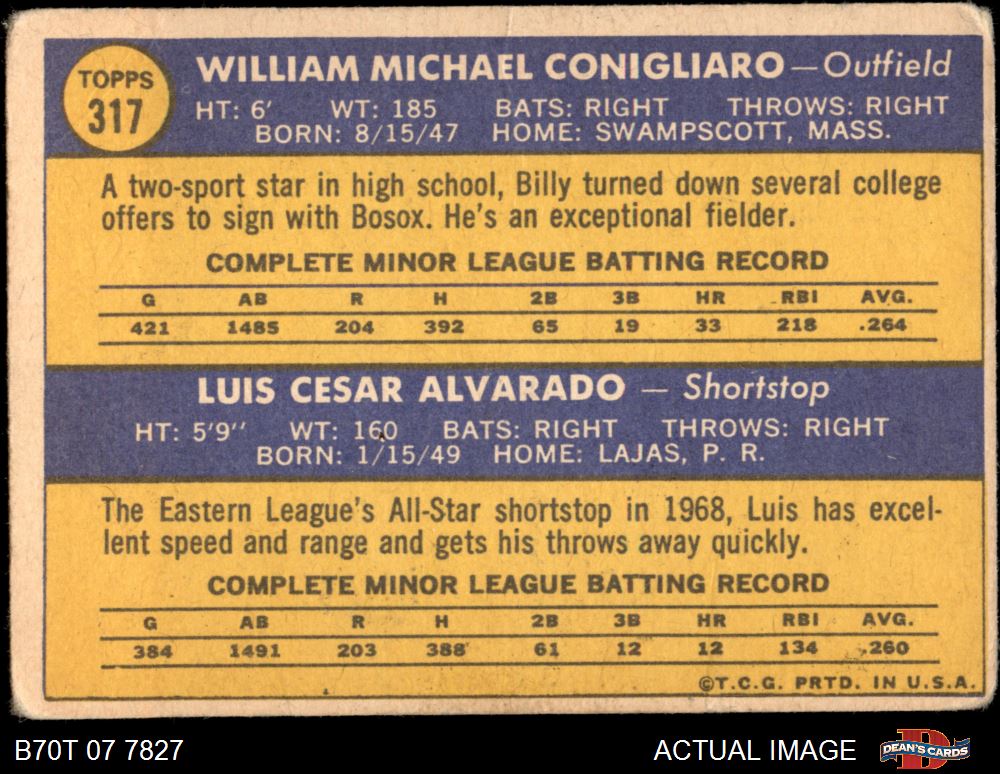 TOPPS
317
WILLIAM MICHAEL CONIGLIARO — Outfield
HT: 6' WT: 185 BATS: RIGHT THROWS: RIGHT
BORN: 8/15/47 HOME: SWAMPSCOTT, MASS.
A two-sport star in high school, Billy turned down several college
offers to sign with Bosox. He's an exceptional fielder.
COMPLETE MINOR LEAGUE BATTING RECORD
G AB R H 2B 3B HR RBI AVG.
421 1485 204 392 65 19 33 218 .264
LUIS CESAR ALVARADO — Shortstop
HT: 5'9" WT: 160 BATS: RIGHT THROWS: RIGHT
BORN: 1/15/49 HOME: LAJAS, P. R.
The Eastern League's All-Star shortstop in 1968, Luis has excel-
lent speed and range and gets his throws away quickly.
COMPLETE MINOR LEAGUE BATTING RECORD
G AB R H 2B 3B HR RBI AVG.
384 1491 203 388 61 12 12 134 .260
©T.C.G. PRTD. IN U.S.A.
B70T 07 7827 ACTUAL IMAGE DEAN'S CARDS